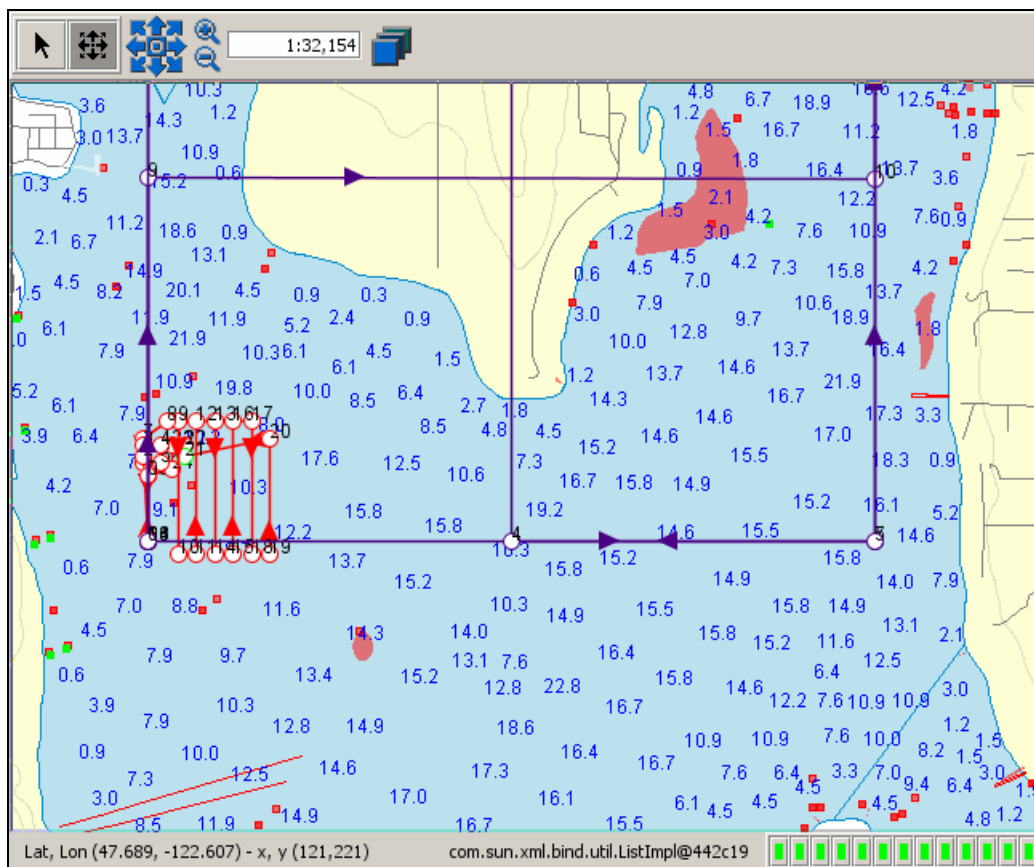 1:32,154
10.3 4.8 6.7 18.9 16.6 12.5 4.2
3.6 14.3 1.2 1.2
3.0 13.7 1.5 16.7 11.2 1.8
10.9 1.8
9 15.2 0.6 0.9 16.4 10 13.7 3.6
0.3 4.5 2.1 12.2
11.2 18.6 0.9 1.5 4.2 7.6 0.9
2.1 6.7 1.2 3.0 7.6 10.9
13.1 4.5 4.5 4.2 7.3 15.8 4.2
14.9 0.6 7.0
1.5 4.5 8.2 20.1 4.5 0.9 0.3 7.9 10.6 13.7
.0 6.1 11.9 21.9 11.9 5.2 2.4 0.9 3.0 12.8 9.7 18.9 1.8
7.9 10.3 6.1 4.5 1.5 10.0 13.7 16.4
10.9 19.8 6.1 1.2 13.7 14.6 21.9
5.2 10.0 6.4 14.3 16.7
6.1 7.9 8.5 2.7 1.8 14.6 17.3 3.3
8 9 12 13 16 17
3.9 6.4 20 8.5 4.8 4.5 15.2 17.0
17.6 12.5 7.3 15.5 18.3 0.9
4.2 10.3 10.6 16.7 15.8 14.9
7.0 9.1 15.8 19.2 15.2 16.1 5.2
12.2 15.8 4 14.6 15.5 14.6
7.9 10 11 14 15 18 19 13.7 10.3 15.2 15.8
0.6 15.2 15.8 14.9 14.0 7.9
7.0 8.8 11.6 10.3 14.9 15.5 15.8 14.9
4.5 14.3 14.0 15.8 15.2 11.6 13.1 2.1
7.9 9.7 13.1 7.6 16.4 12.5
0.6 13.4 15.2 12.8 22.8 15.8 14.6 6.4 3.0
3.9 7.9 10.3 16.7 12.2 7.6 10.9 10.9
12.8 14.9 18.6 1.2
0.9 10.0 16.4 10.9 10.9 7.6 10.0 8.2 1.5
7.3 12.5 14.6 17.3 16.7 7.6 6.4 3.3 7.0 1.5 3.0
3.0 17.0 16.1 6.1 4.5 4.5 4.5 4.5 9.4 6.4
8.5 11.9 14.9 16.7 15.5 4.8 1.2
Lat, Lon (47.689, -122.607) - x, y (121,221) com.sun.xml.bind.util.ListImpl@442c19